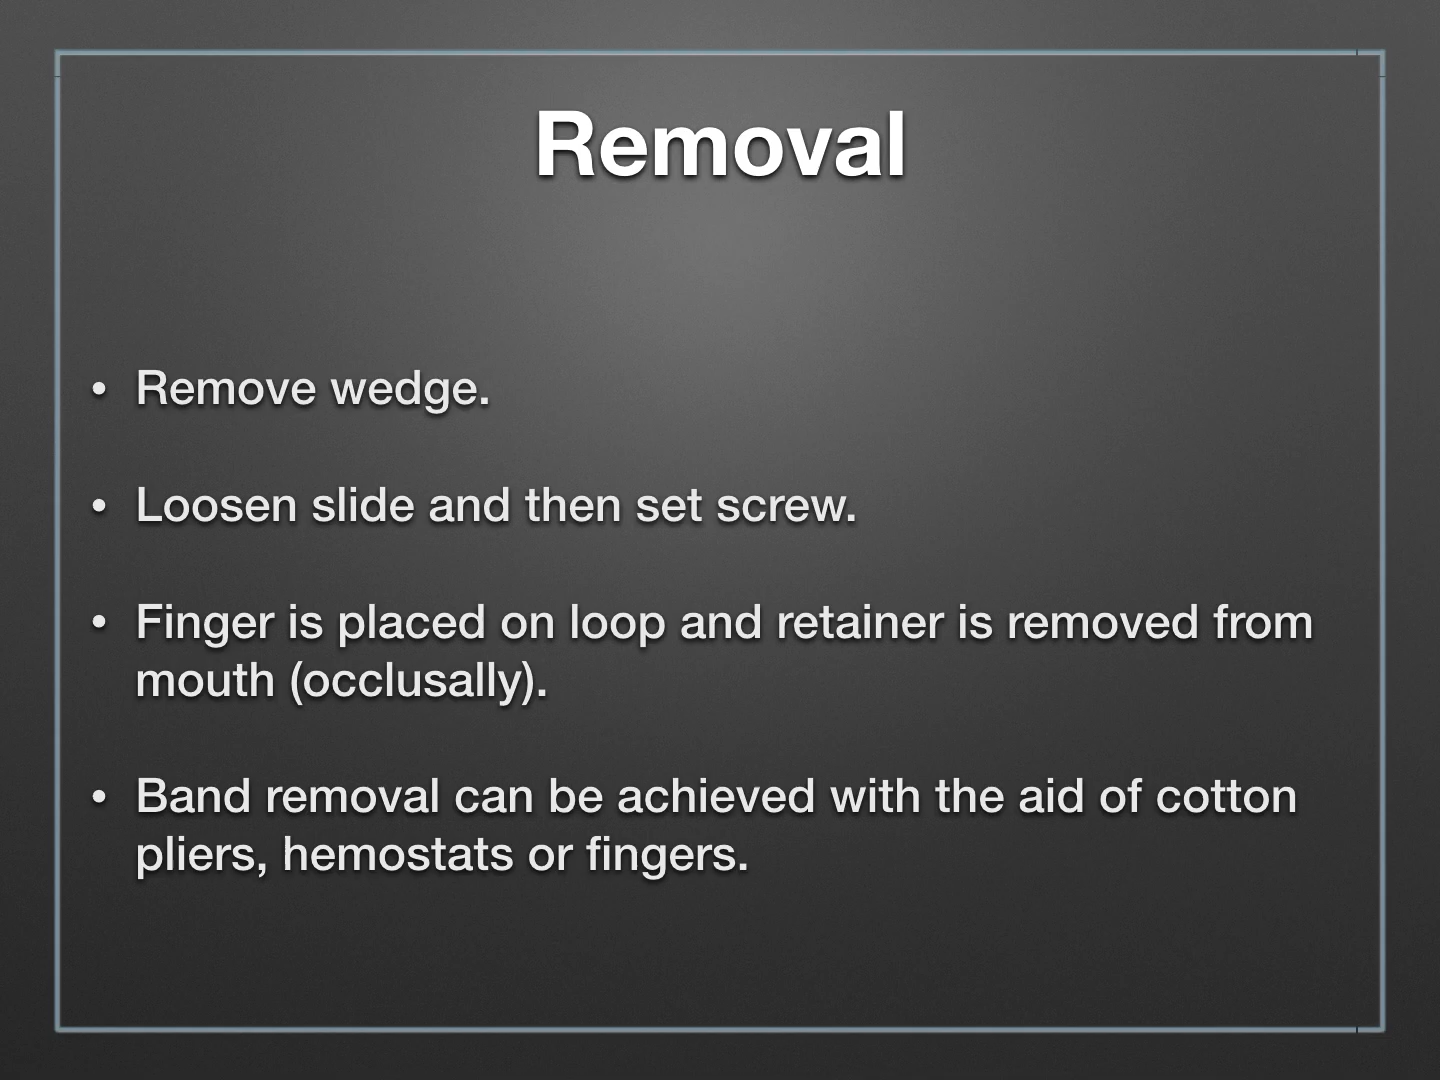 Removal
• Remove wedge.
• Loosen slide and then set screw.
• Finger is placed on loop and retainer is removed from
mouth (occlusally).
• Band removal can be achieved with the aid of cotton
pliers, hemostats or fingers.